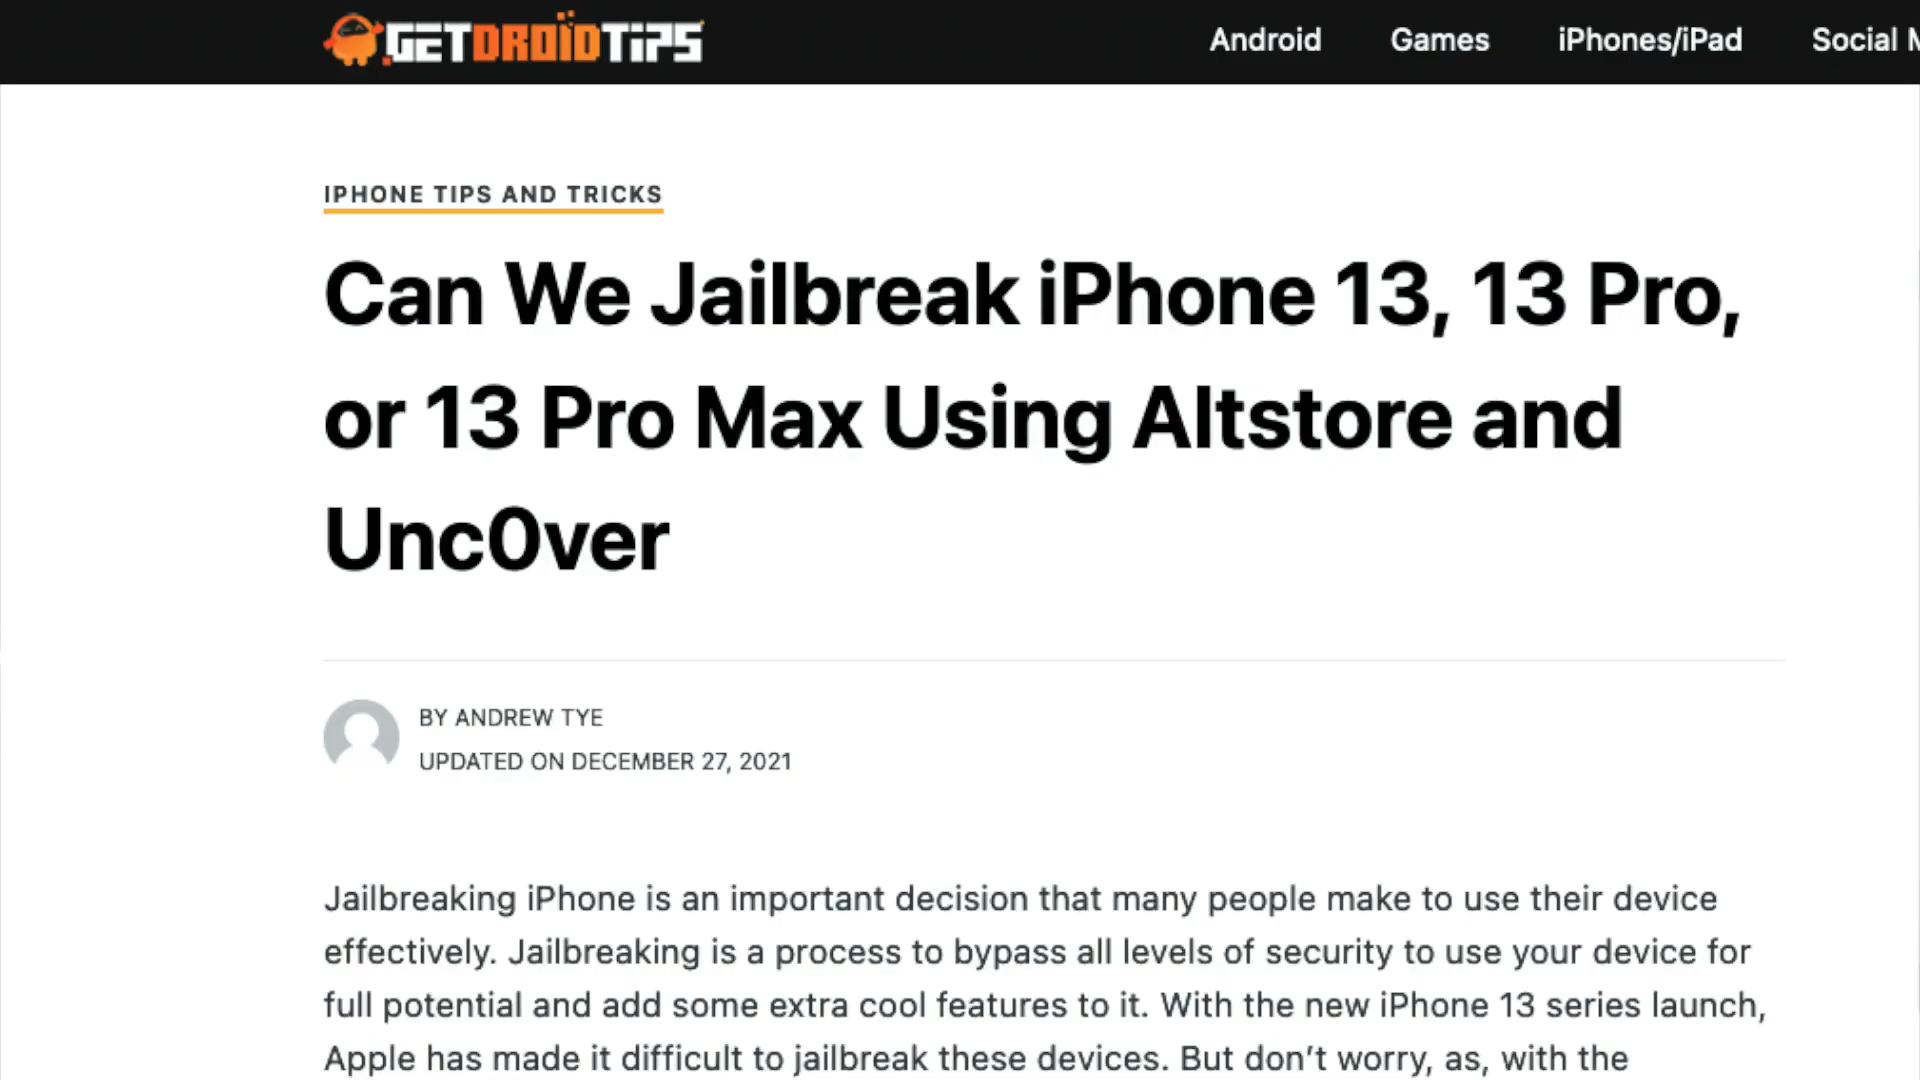 GETDROIDTIPS
Android Games iPhones/iPad Social
IPHONE TIPS AND TRICKS
Can We Jailbreak iPhone 13, 13 Pro,
or 13 Pro Max Using Altstore and
Unc0ver
BY ANDREW TYE
UPDATED ON DECEMBER 27, 2021
Jailbreaking iPhone is an important decision that many people make to use their device
effectively. Jailbreaking is a process to bypass all levels of security to use your device for
full potential and add some extra cool features to it. With the new iPhone 13 series launch,
Apple has made it difficult to jailbreak these devices. But don’t worry, as, with the